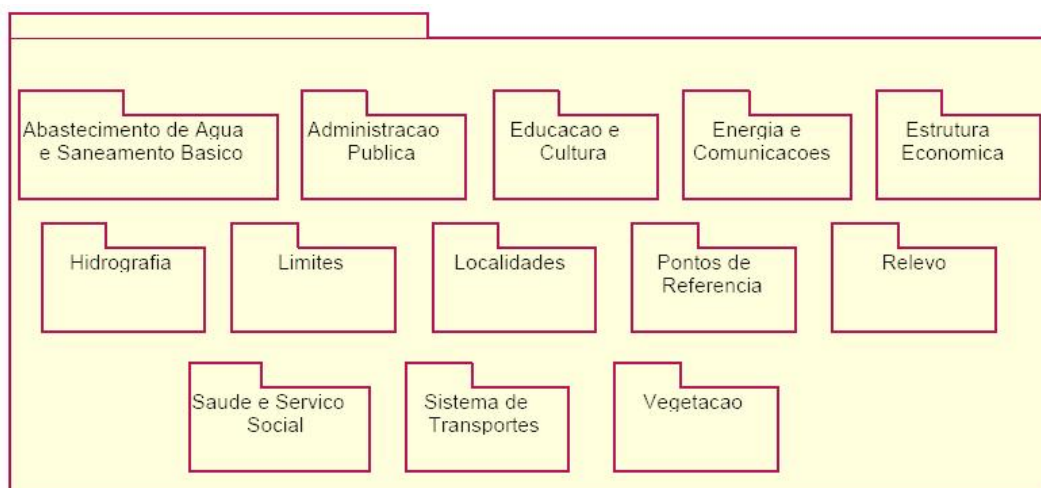 Abastecimento de Agua
e Saneamento Basico
Administracao
Publica
Educacao e
Cultura
Energia e
Comunicacoes
Estrutura
Economica
Hidrografia
Limites
Localidades
Pontos de
Referencia
Relevo
Saude e Servico
Social
Sistema de
Transportes
Vegetacao